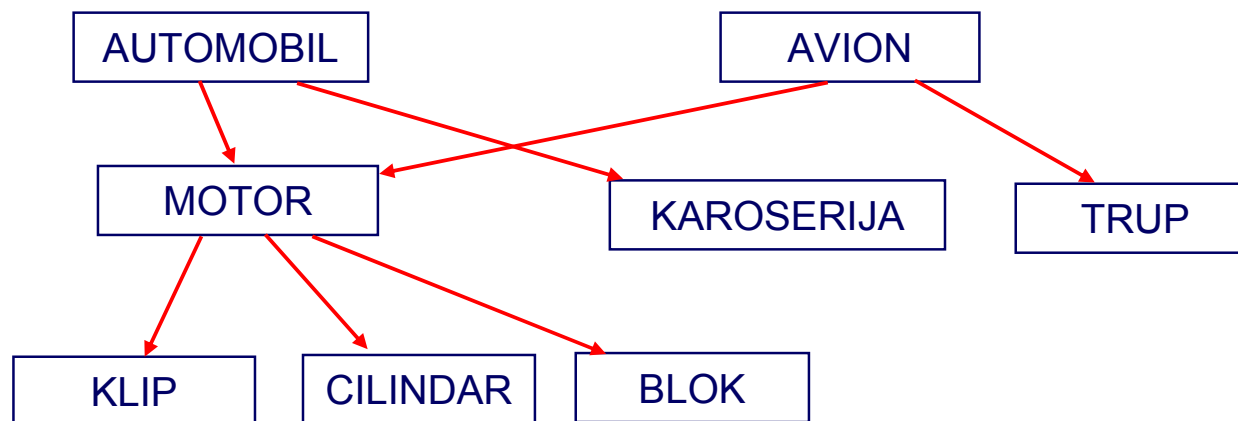 AUTOMOBIL
AVION
MOTOR
KAROSERIJA
TRUP
KLIP
CILINDAR
BLOK